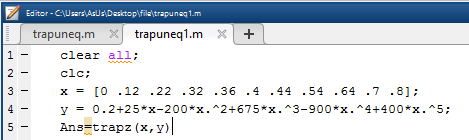 Editor - C:\Users\AsUs\Desktop\file\trapuneq1.m
trapuneq.m × trapuneq1.m × +
1 - clear all;
2 - clc;
3 - x = [0 .12 .22 .32 .36 .4 .44 .54 .64 .7 .8];
4 - y = 0.2+25*x-200*x.^2+675*x.^3-900*x.^4+400*x.^5;
5 - Ans=trapz(x,y)